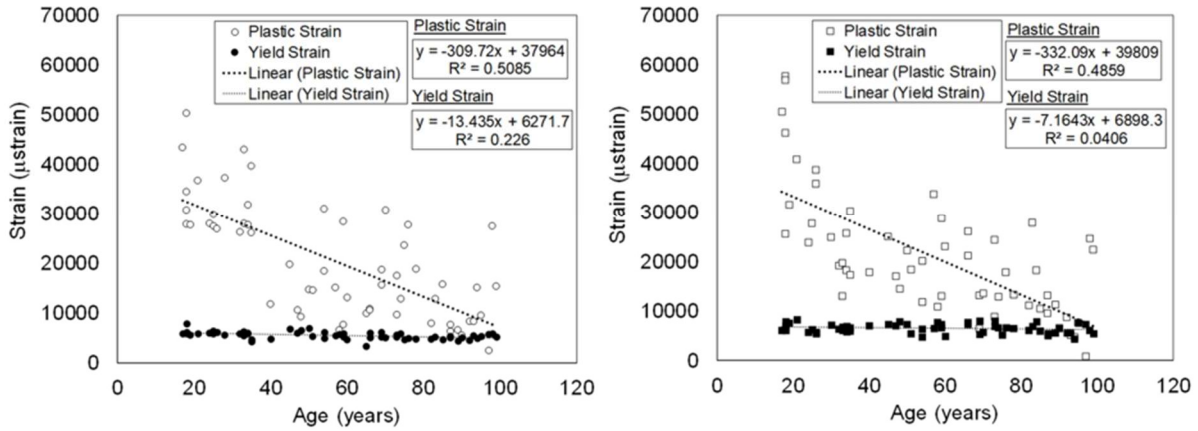 70000
60000
50000
40000
30000
20000
10000
0
Strain (μstrain)
0 20 40 60 80 100 120
Age (years)
Plastic Strain
Yield Strain
Linear (Plastic Strain)
Linear (Yield Strain)
Plastic Strain
y = -309.72x + 37964
R² = 0.5085
Yield Strain
y = -13.435x + 6271.7
R² = 0.226
70000
60000
50000
40000
30000
20000
10000
0
Strain (μstrain)
0 20 40 60 80 100 120
Age (years)
Plastic Strain
Yield Strain
Linear (Plastic Strain)
Linear (Yield Strain)
Plastic Strain
y = -332.09x + 39809
R² = 0.4859
Yield Strain
y = -7.1643x + 6898.3
R² = 0.0406